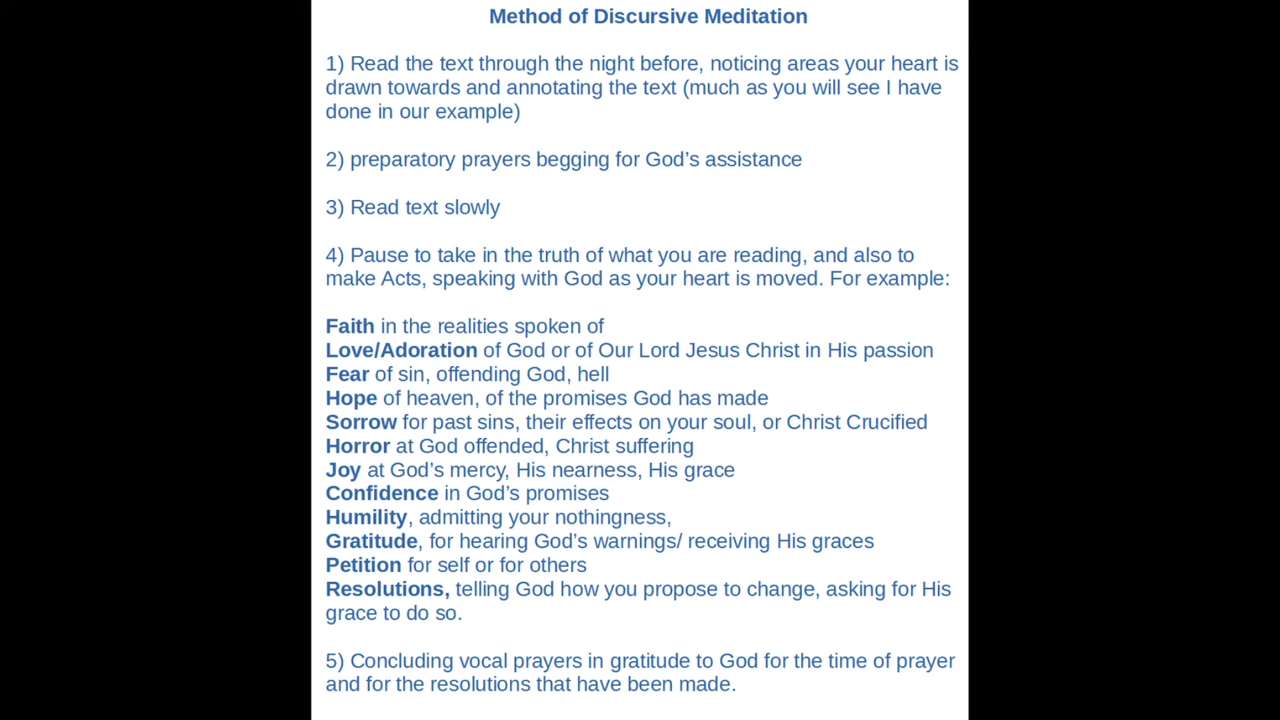 Method of Discursive Meditation
1) Read the text through the night before, noticing areas your heart is
drawn towards and annotating the text (much as you will see I have
done in our example)
2) preparatory prayers begging for God’s assistance
3) Read text slowly
4) Pause to take in the truth of what you are reading, and also to
make Acts, speaking with God as your heart is moved. For example:
Faith in the realities spoken of
Love/Adoration of God or of Our Lord Jesus Christ in His passion
Fear of sin, offending God, hell
Hope of heaven, of the promises God has made
Sorrow for past sins, their effects on your soul, or Christ Crucified
Horror at God offended, Christ suffering
Joy at God’s mercy, His nearness, His grace
Confidence in God’s promises
Humility, admitting your nothingness,
Gratitude, for hearing God’s warnings/ receiving His graces
Petition for self or for others
Resolutions, telling God how you propose to change, asking for His
grace to do so.
5) Concluding vocal prayers in gratitude to God for the time of prayer
and for the resolutions that have been made.